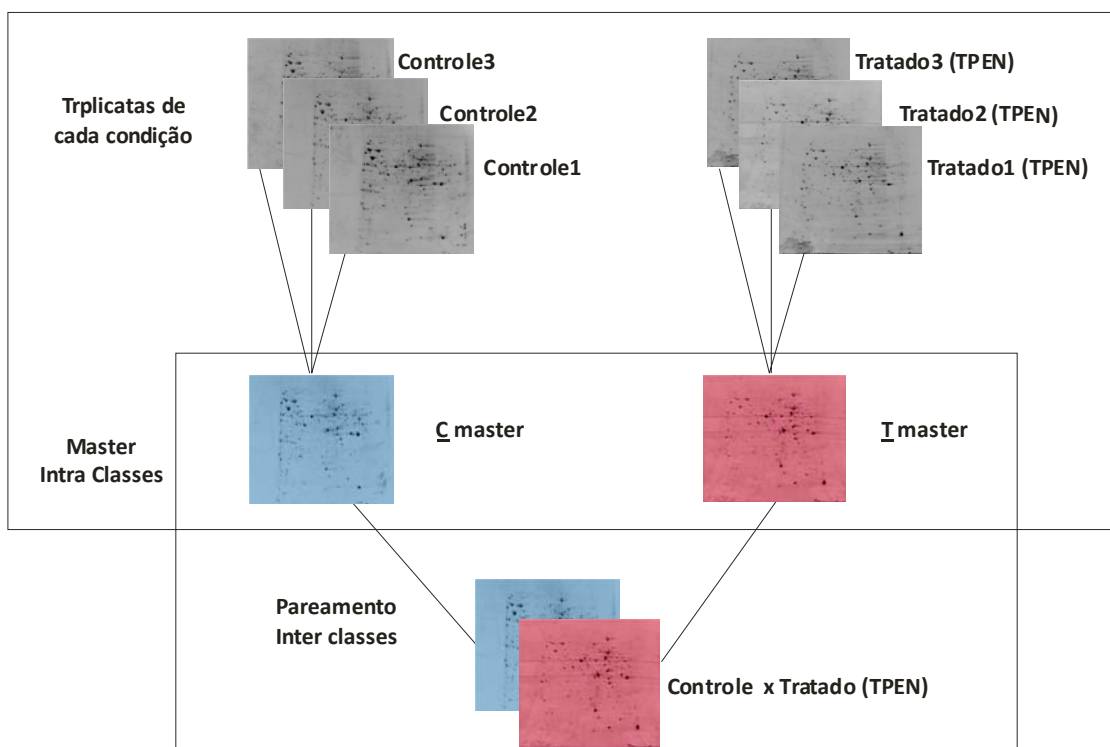 Controle3
Controle2
Controle1
Tratado3 (TPEN)
Tratado2 (TPEN)
Tratado1 (TPEN)
Trplicatas de
cada condição
C master
T master
Master
Intra Classes
Pareamento
Inter classes
Controle x Tratado (TPEN)